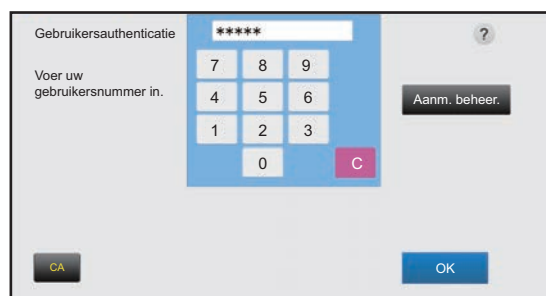 Gebruikersauthenticatie
*****
?
Voer uw
gebruikersnummer in.
7 8 9
4 5 6
1 2 3
0 C
Aanm. beheer.
CA
OK